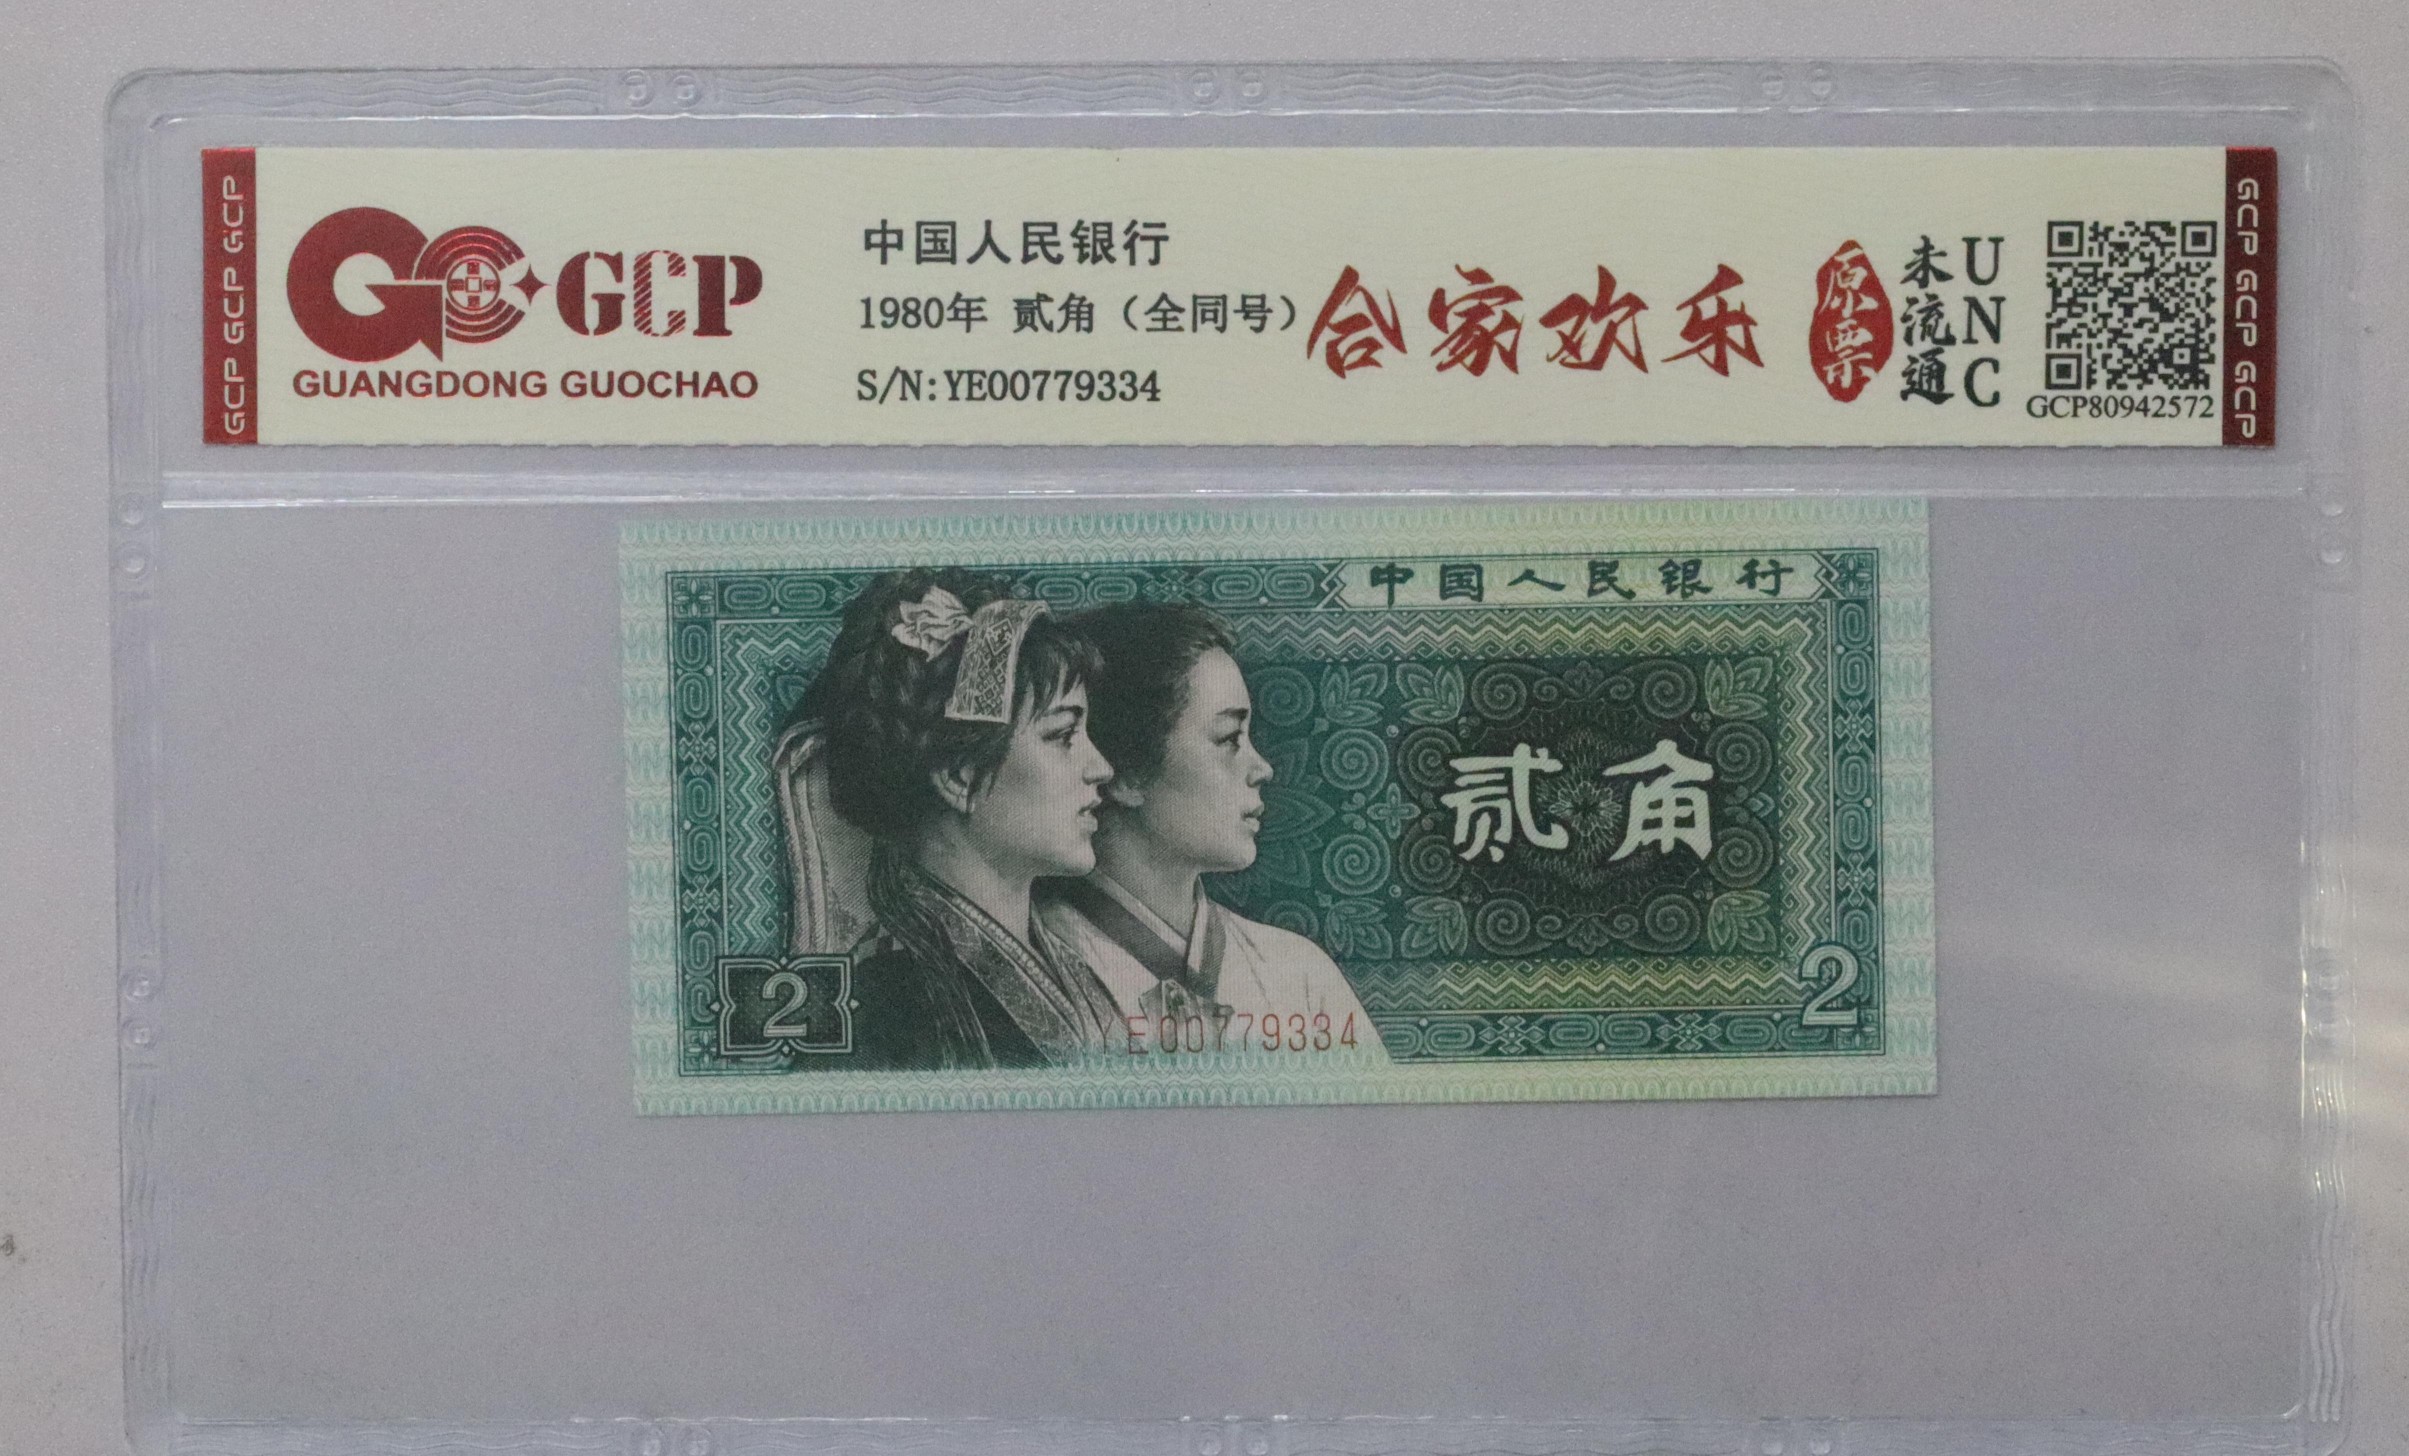 GCP GCP GCP
GCP
GUANGDONG GUOCHAO
中国人民银行
1980年 贰角（全同号）
S/N:YE00779334
合家欢乐
原票
未流通
UNC
GCP80942572
GCP GCP GCP
中国人民银行
贰角
2
2
YE00779334